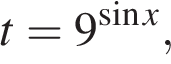 t = 9^{\sin x},